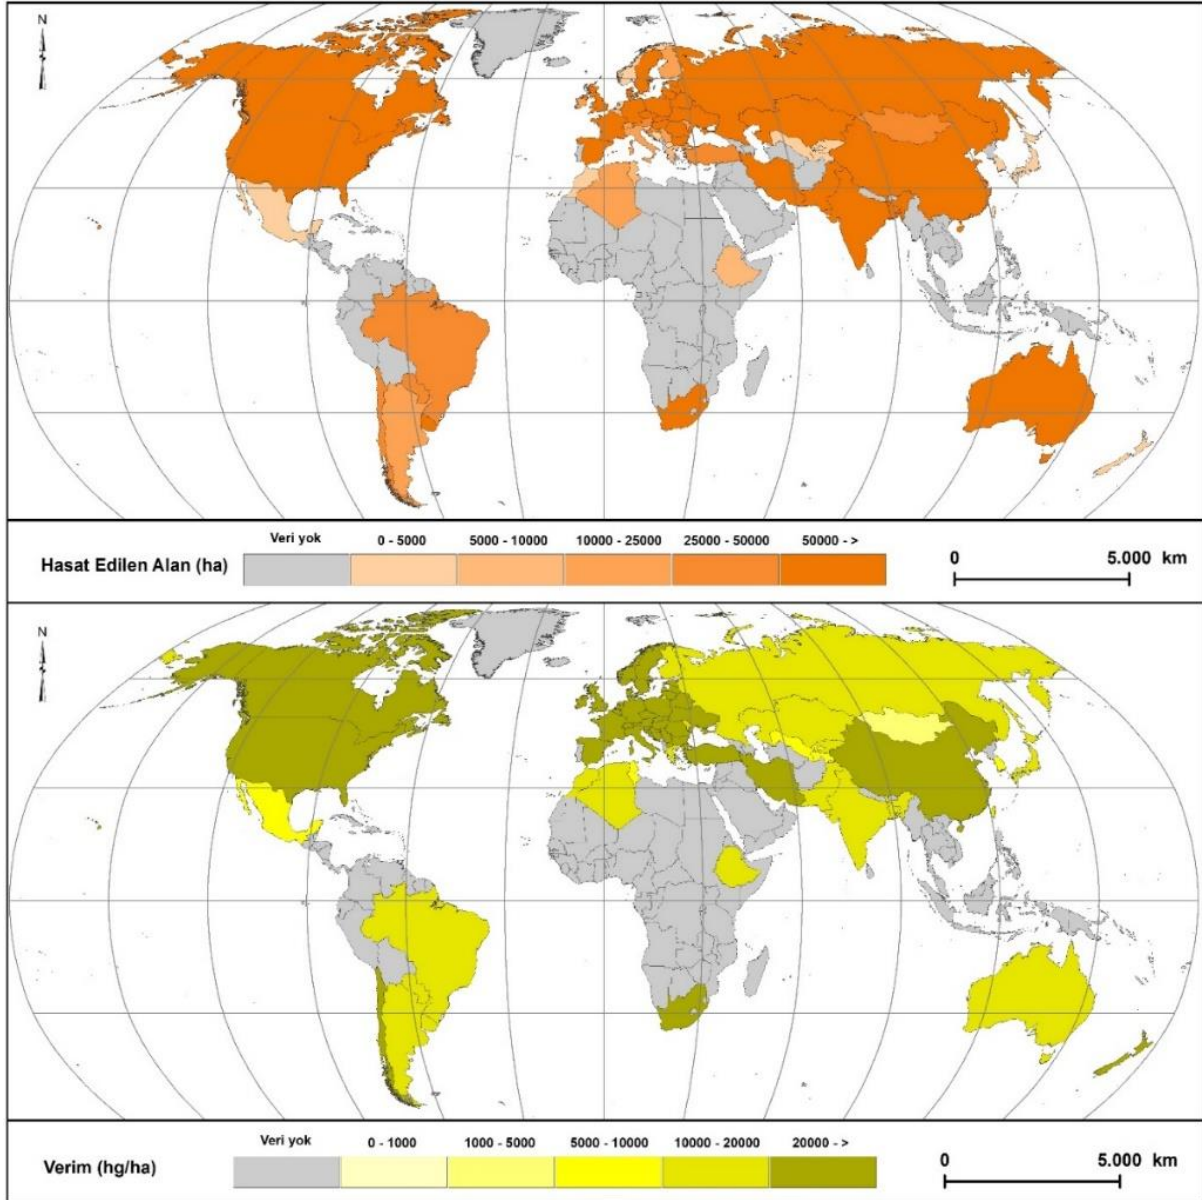 N
Veri yok 0 - 5000 5000 - 10000 10000 - 25000 25000 - 50000 50000 - >
Hasat Edilen Alan (ha)
0 5.000 km
N
Veri yok 0 - 1000 1000 - 5000 5000 - 10000 10000 - 20000 20000 - >
Verim (hg/ha)
0 5.000 km